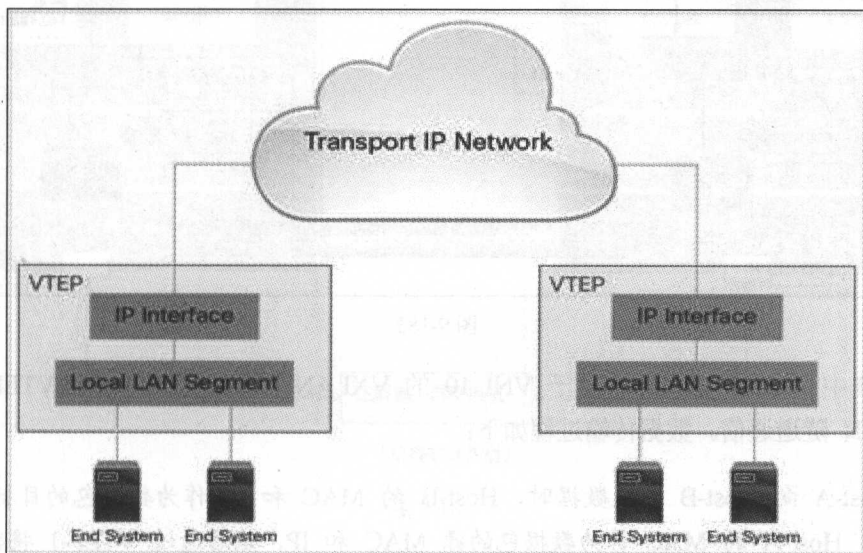 Transport IP Network
VTEP
IP Interface
Local LAN Segment
End System End System
VTEP
IP Interface
Local LAN Segment
End System End System